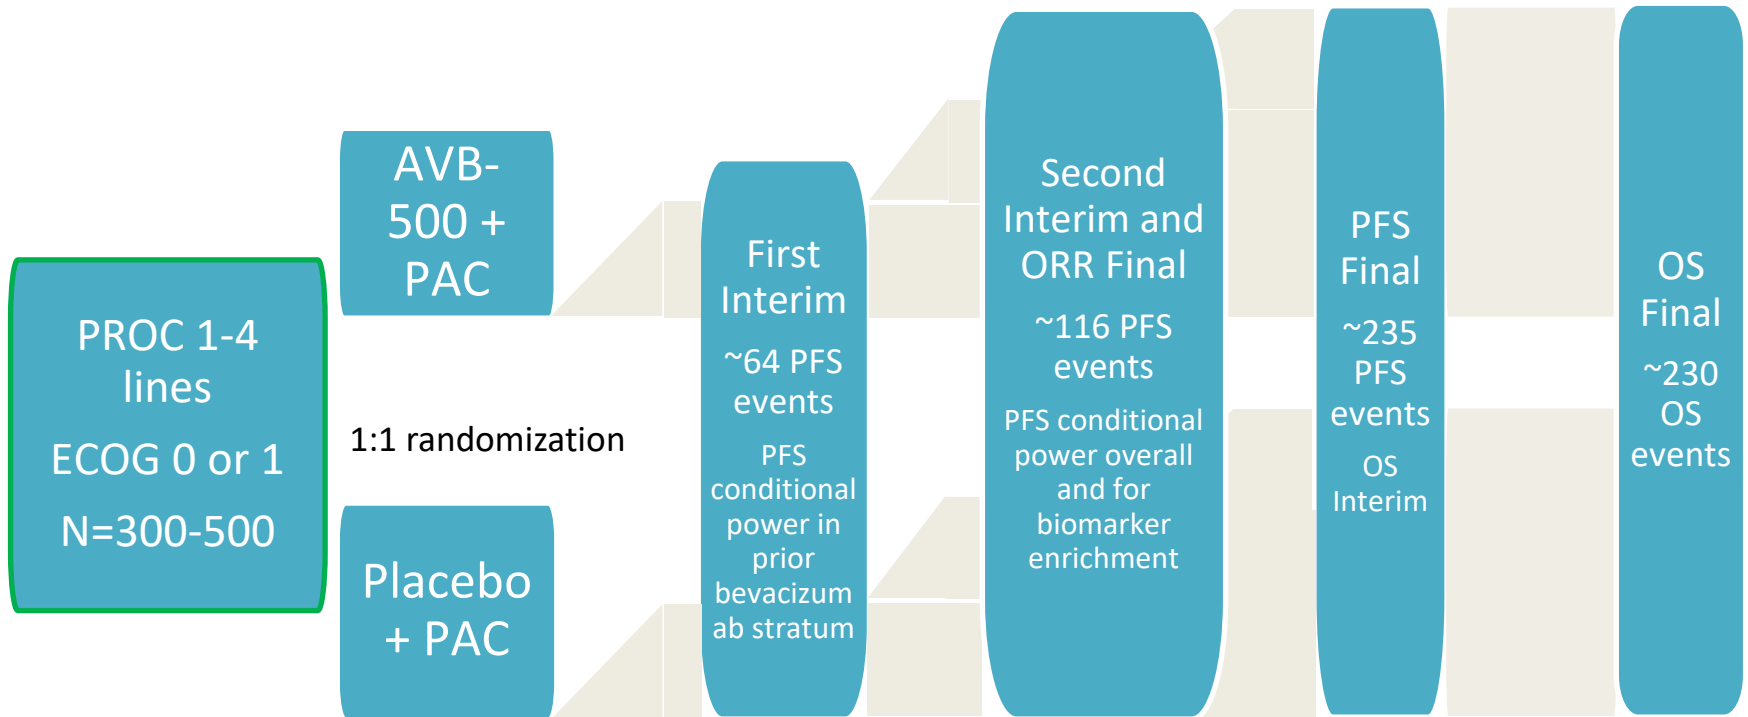 PROC 1-4
lines
ECOG 0 or 1
N=300-500
AVB-
500 +
PAC
1:1 randomization
Placebo
+ PAC
First
Interim
~64 PFS
events
PFS
conditional
power in
prior
bevacizum
ab stratum
Second
Interim and
ORR Final
~116 PFS
events
PFS conditional
power overall
and for
biomarker
enrichment
PFS
Final
~235
PFS
events
OS
Interim
OS
Final
~230
OS
events